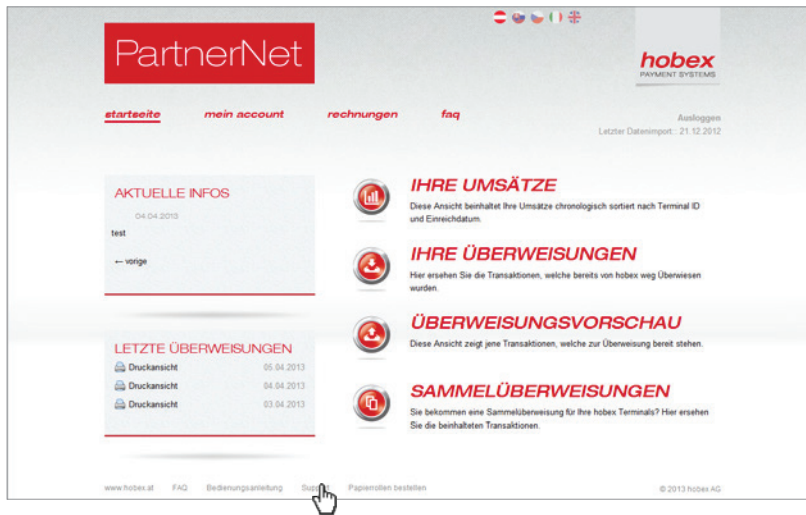 PartnerNet
hobex
PAYMENT SYSTEMS
startseite mein account rechnungen faq
Ausloggen
Letzter Datenimport: 21.12.2012
AKTUELLE INFOS
04.04.2013
test
← vorige
LETZTE ÜBERWEISUNGEN
Druckansicht 05.04.2013
Druckansicht 04.04.2013
Druckansicht 03.04.2013
IHRE UMSÄTZE
Diese Ansicht beinhaltet Ihre Umsätze chronologisch sortiert nach Terminal ID
und Einreichdatum.
IHRE ÜBERWEISUNGEN
Hier ersehen Sie die Transaktionen, welche bereits von hobex weg Überwiesen
wurden.
ÜBERWEISUNGSVORSCHAU
Diese Ansicht zeigt jene Transaktionen, welche zur Überweisung bereit stehen.
SAMMELÜBERWEISUNGEN
Sie bekommen eine Sammelüberweisung für Ihre hobex Terminals? Hier ersehen
Sie die beinhalteten Transaktionen.
www.hobex.at FAQ Bedienungsanleitung Support Papierrollen bestellen
© 2013 hobex AG